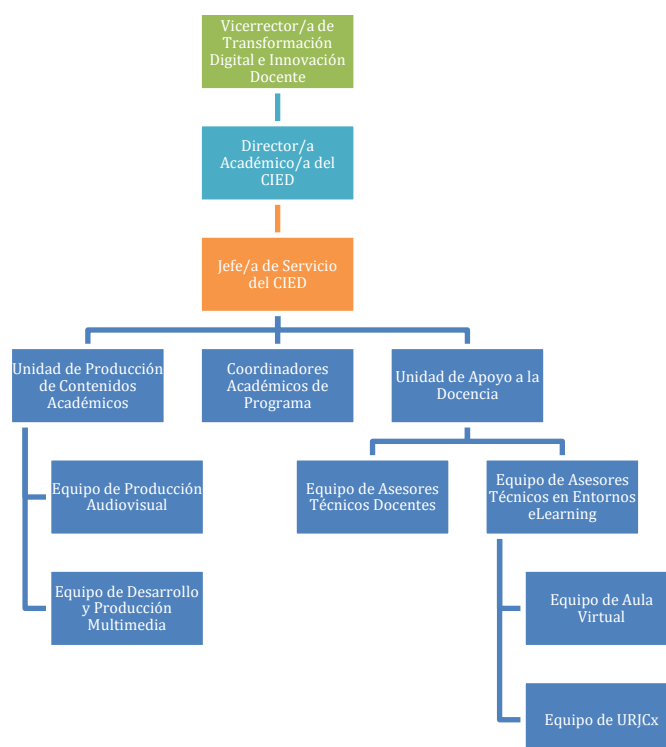 Vicerrector/a de
Transformación
Digital e Innovación
Docente
Director/a
Académico/a del
CIED
Jefe/a de Servicio
del CIED
Unidad de Producción
de Contenidos
Académicos
Coordinadores
Académicos de
Programa
Unidad de Apoyo a la
Docencia
Equipo de Producción
Audiovisual
Equipo de Asesores
Técnicos Docentes
Equipo de Asesores
Técnicos en Entornos
eLearning
Equipo de Desarrollo
y Producción
Multimedia
Equipo de Aula
Virtual
Equipo de URJCx